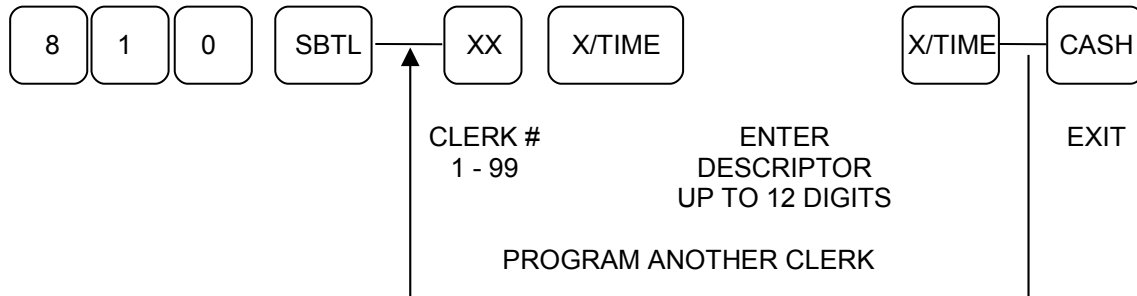 8 1 0 SBTL XX X/TIME X/TIME CASH
CLERK #
1 - 99
ENTER
DESCRIPTOR
UP TO 12 DIGITS
EXIT
PROGRAM ANOTHER CLERK